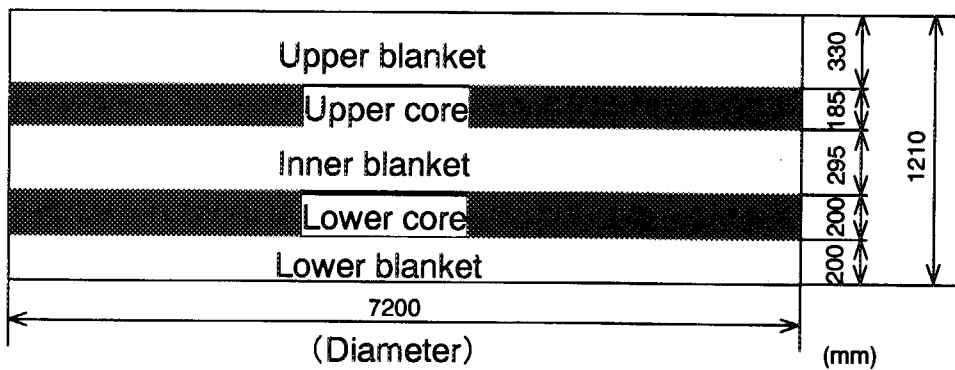 Upper blanket
330
Upper core
185
Inner blanket
295
1210
Lower core
200
Lower blanket
200
7200
(Diameter)
(mm)